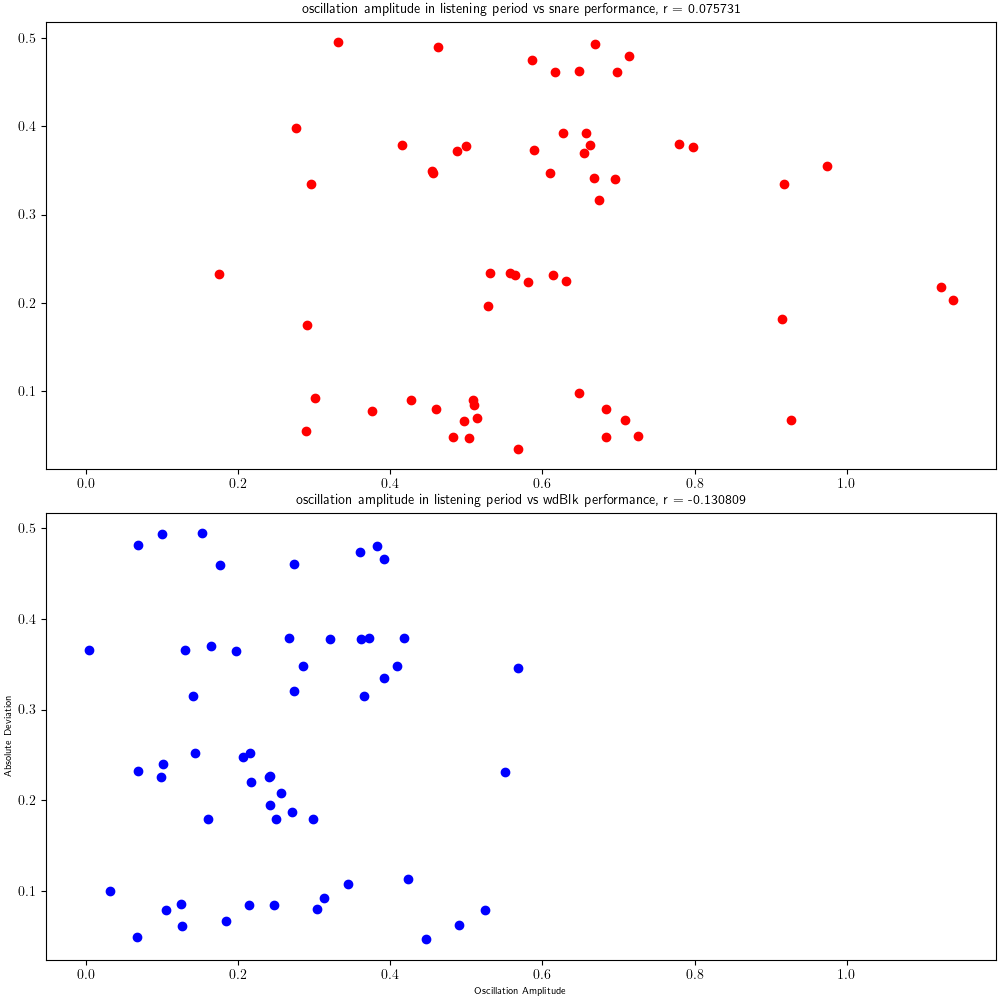 oscillation amplitude in listening period vs snare performance, r = 0.075731
0.5
0.4
0.3
0.2
0.1
0.0 0.2 0.4 0.6 0.8 1.0
oscillation amplitude in listening period vs wdBlk performance, r = -0.130809
0.5
0.4
0.3
0.2
0.1
Absolute Deviation
0.0 0.2 0.4 0.6 0.8 1.0
Oscillation Amplitude